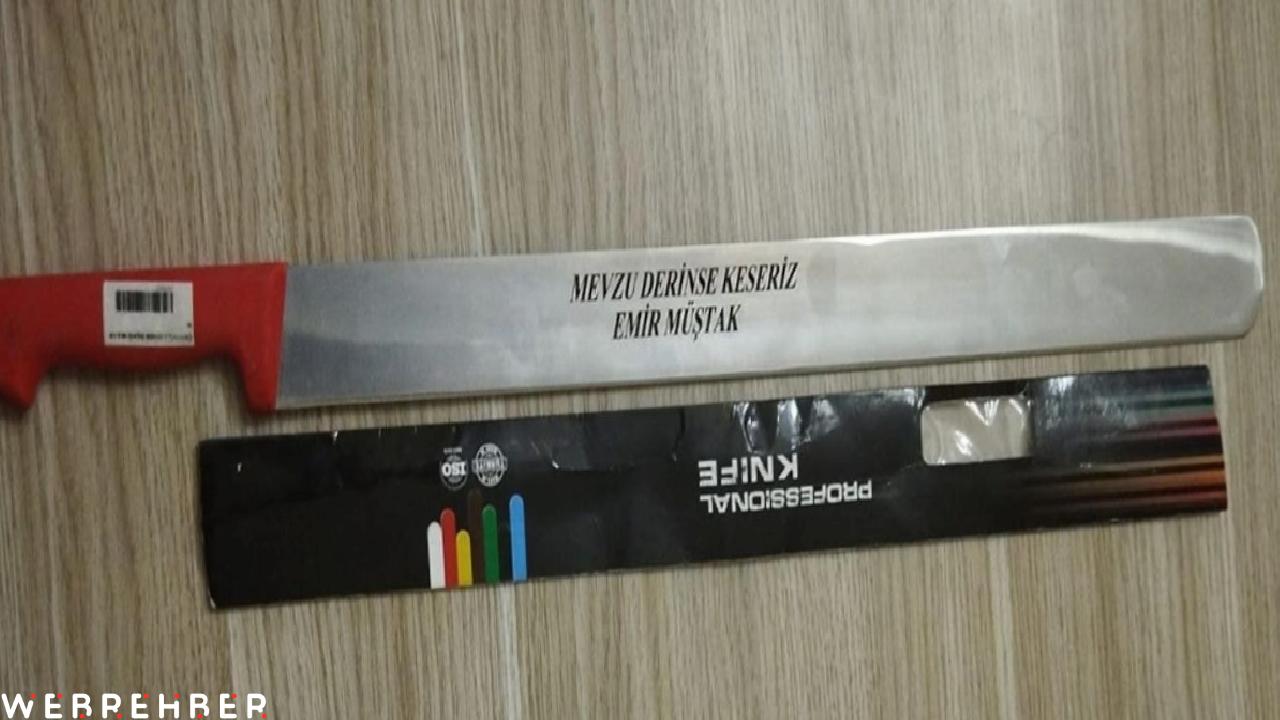 MEVZU DERİNSE KESERİZ
EMİR MÜŞTAK
PROFESSIONAL
KNIFE
ISO
WEBREHBER